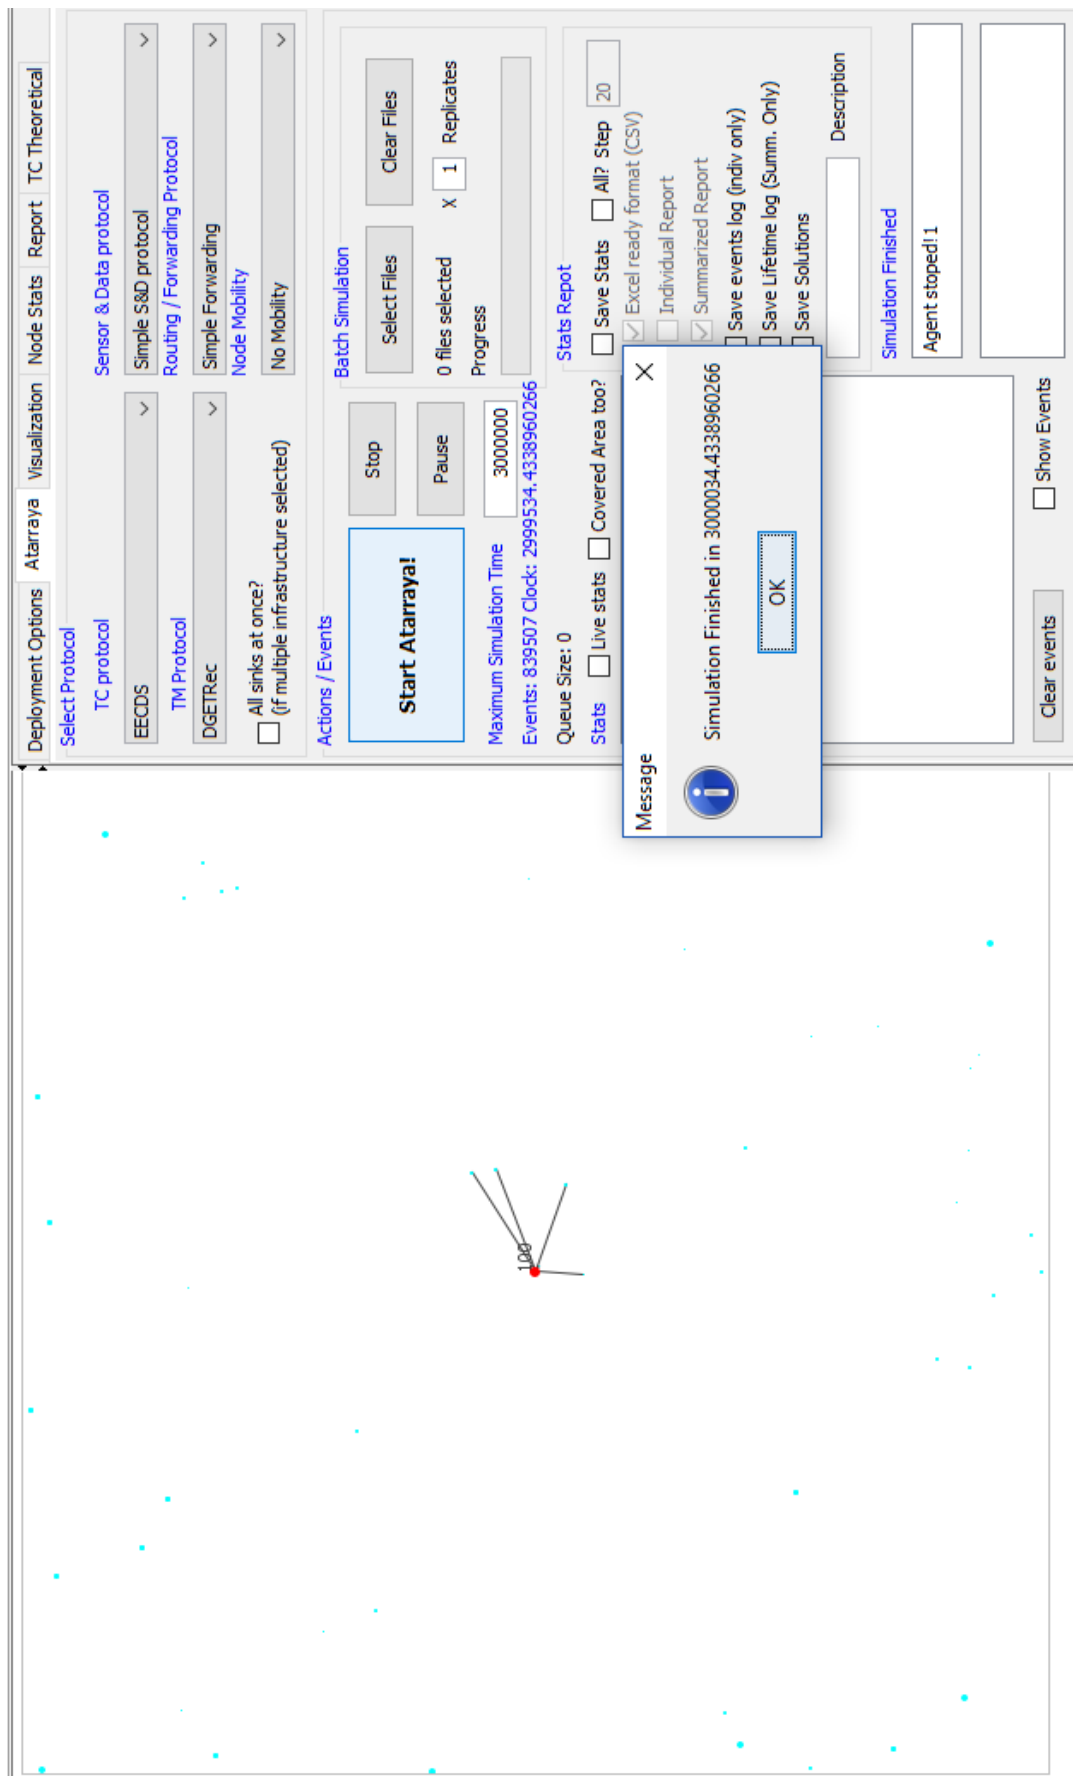 Deployment Options Atarraya Visualization Node Stats Report TC Theoretical
Select Protocol
TC protocol
EECDS
Sensor & Data protocol
Simple S&D protocol
TM Protocol
DGETRec
Routing / Forwarding Protocol
Simple Forwarding
All sinks at once?
(if multiple infrastructure selected)
Node Mobility
No Mobility
Actions / Events
Start Atarraya!
Stop
Pause
Maximum Simulation Time 3000000
Events: 839507 Clock: 2999534.4338960266
Queue Size: 0
Batch Simulation
Select Files
Clear Files
0 files selected
X 1 Replicates
Progress
Stats
Live stats
Covered Area too?
Stats Repot
Save Stats
All? Step 20
Excel ready format (CSV)
Individual Report
Summarized Report
Save events log (indiv only)
Save Lifetime log (Summ. Only)
Save Solutions
Description
Message
Simulation Finished in 3000034.4338960266
OK
Simulation Finished
Agent stoped!1
Clear events
Show Events
100